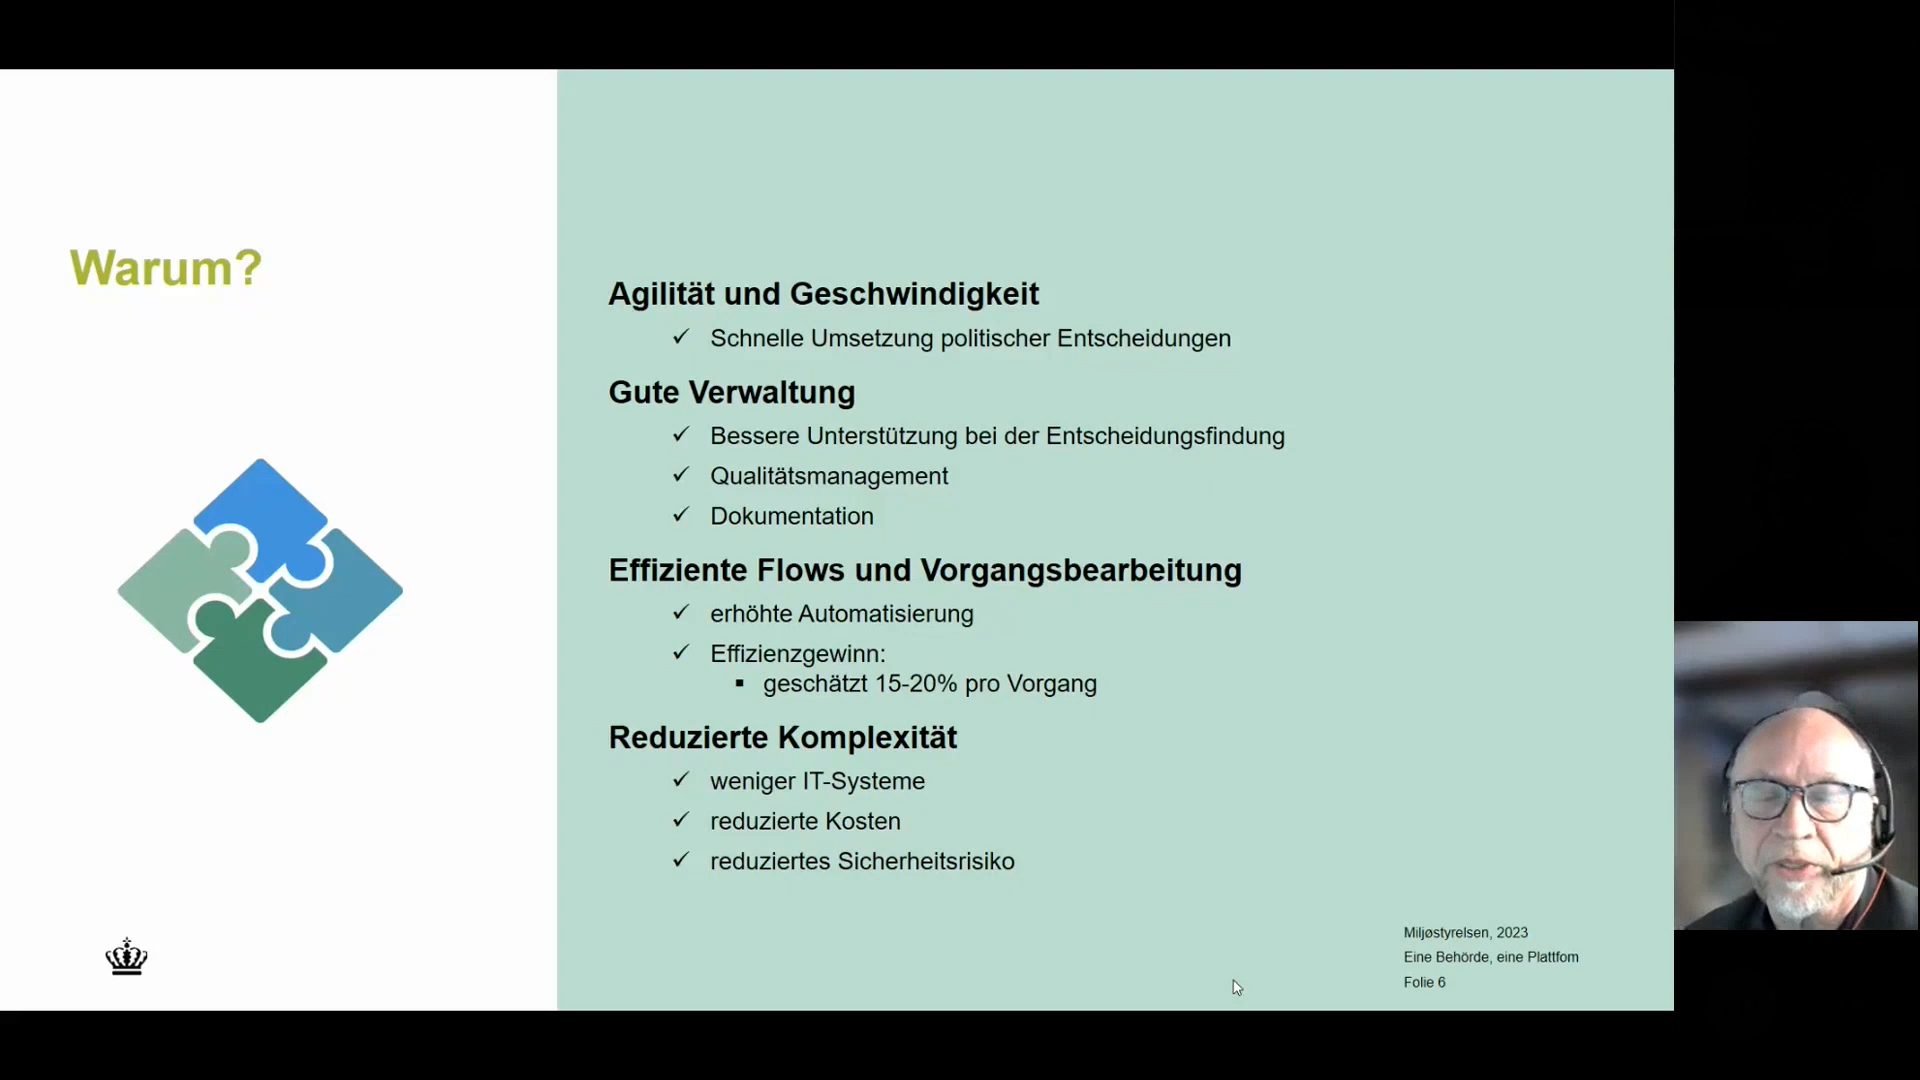 Warum?
Agilität und Geschwindigkeit
✓ Schnelle Umsetzung politischer Entscheidungen
Gute Verwaltung
✓ Bessere Unterstützung bei der Entscheidungsfindung
✓ Qualitätsmanagement
✓ Dokumentation
Effiziente Flows und Vorgangsbearbeitung
✓ erhöhte Automatisierung
✓ Effizienzgewinn:
▪ geschätzt 15-20% pro Vorgang
Reduzierte Komplexität
✓ weniger IT-Systeme
✓ reduzierte Kosten
✓ reduziertes Sicherheitsrisiko
Miljøstyrelsen, 2023
Eine Behörde, eine Plattfom
Folie 6